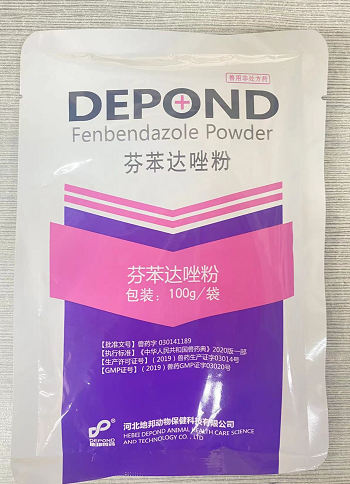 兽用非处方药
DEPOND
Fenbendazole Powder
芬苯达唑粉
芬苯达唑粉
包装：100g/袋
【批准文号】兽药字 030141189
【执行标准】《中华人民共和国兽药典》2020版一部
【生产许可证号】(2019) 兽药生产证字03014号
【GMP证号】(2019) 兽药GMP证字03020号
河北地邦动物保健科技有限公司
HEBEI DEPOND ANIMAL HEALTH CARE SCIENCE
AND TECHNOLOGY CO., LTD
DEPOND